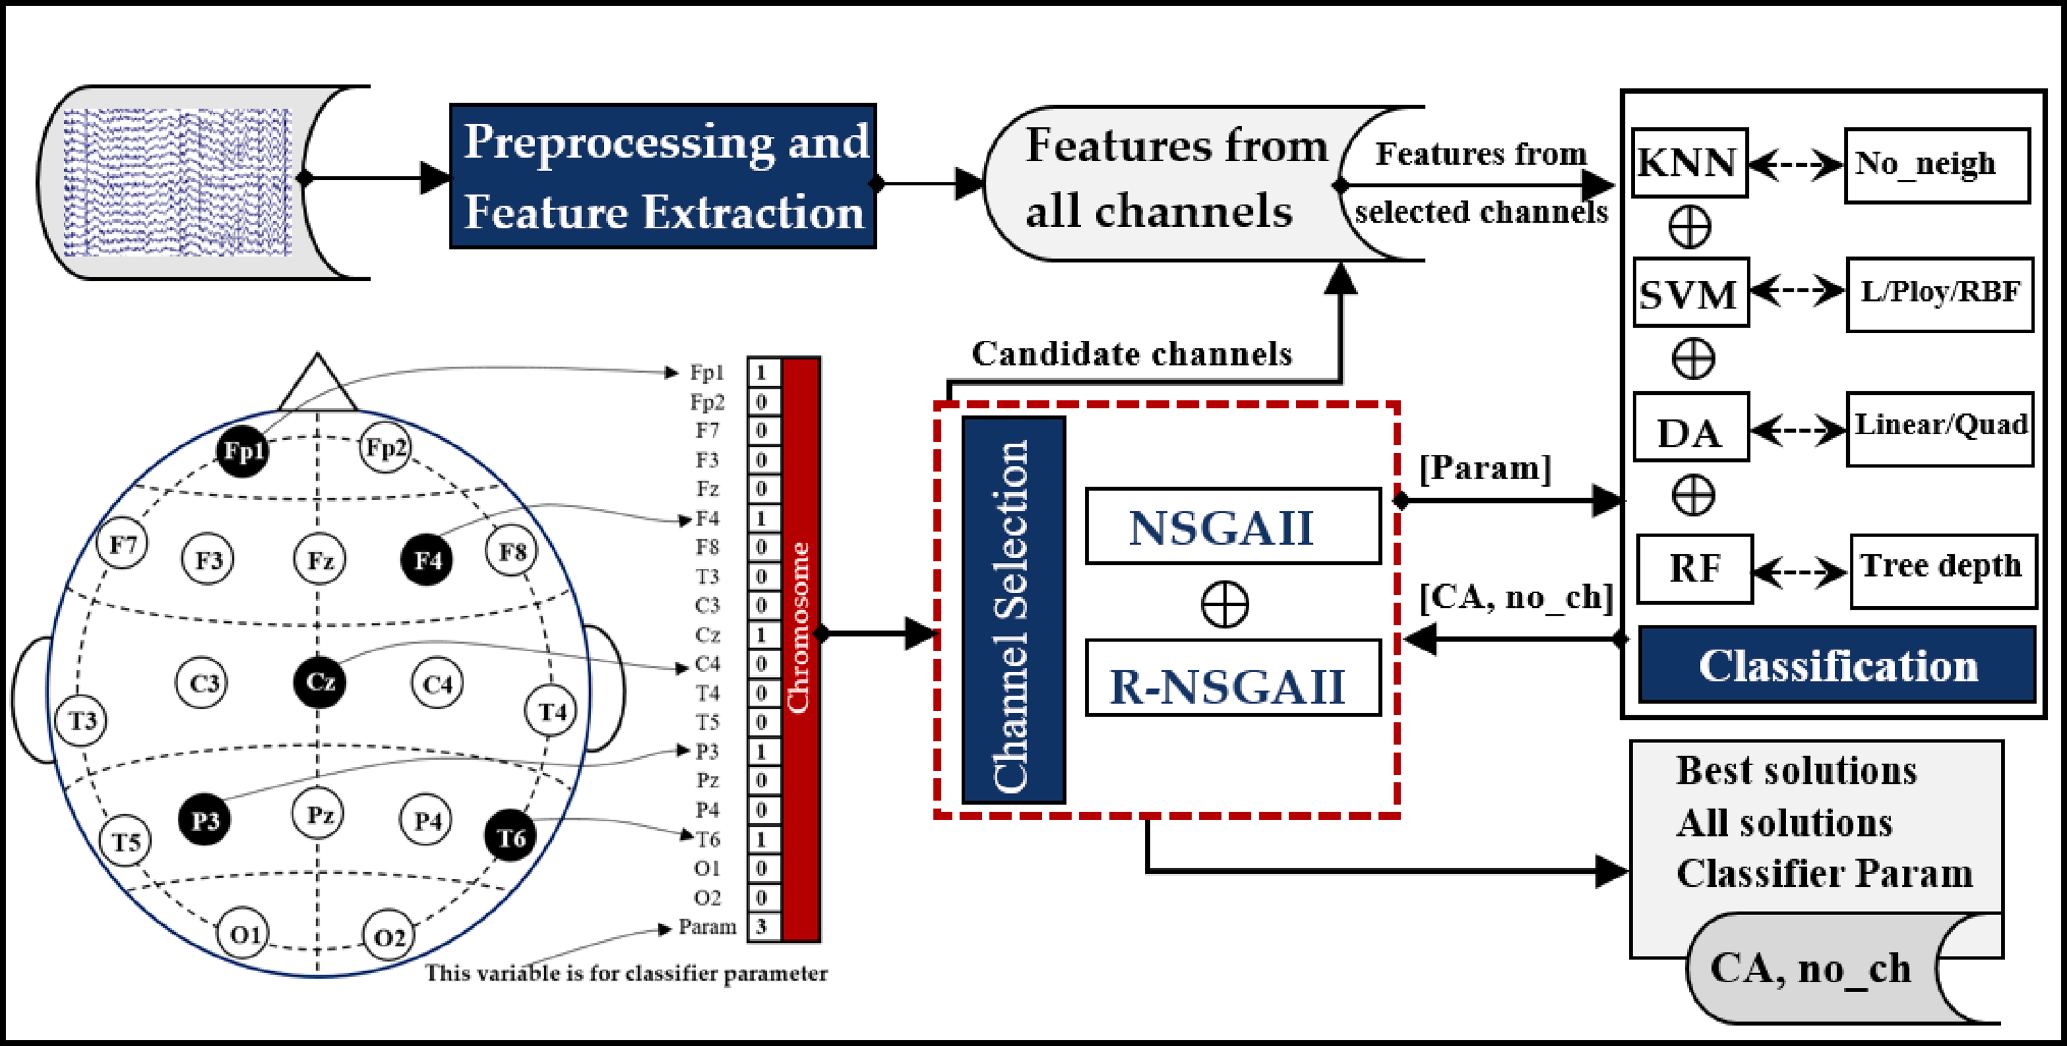 Preprocessing and
Feature Extraction
Features from
all channels
Features from
selected channels
KNN
No_neigh
SVM
L/Ploy/RBF
DA
Linear/Quad
RF
Tree depth
Classification
Candidate channels
Channel Selection
NSGAII
R-NSGAII
[Param]
[CA, no_ch]
Best solutions
All solutions
Classifier Param
CA, no_ch
Fp1
Fp2
F7
F3
Fz
F4
F8
C3
Cz
C4
T3
T4
T5
P3
Pz
P4
T6
O1
O2
Fp1 1
Fp2 0
F7 0
F3 0
Fz 0
F4 1
F8 0
T3 0
C3 0
Cz 1
C4 0
T4 0
T5 0
P3 1
Pz 0
P4 0
T6 1
O1 0
O2 0
Param 3
Chromosome
This variable is for classifier parameter